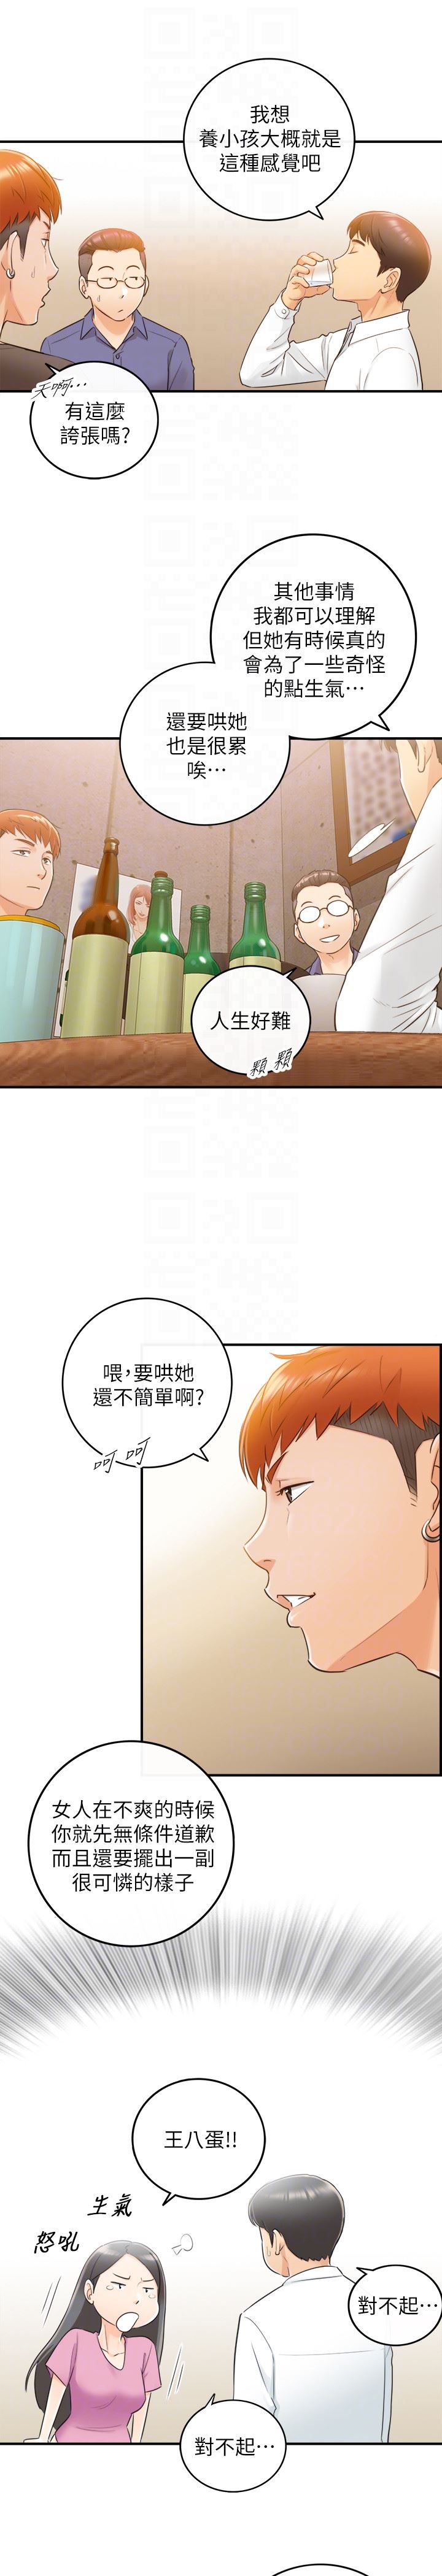 我想
養小孩大概就是
這種感覺吧
天啊…
有這麼
誇張嗎?
其他事情
我都可以理解
但她有時候真的
會為了一些奇怪
的點生氣…
還要哄她
也是很累
唉…
人生好難
顆 顆
喂,要哄她
還不簡單啊?
呵 呵
女人在不爽的時候
你就先無條件道歉
而且還要擺出一副
很可憐的樣子
王八蛋!!
生氣
怒吼
對不起…
對不起…